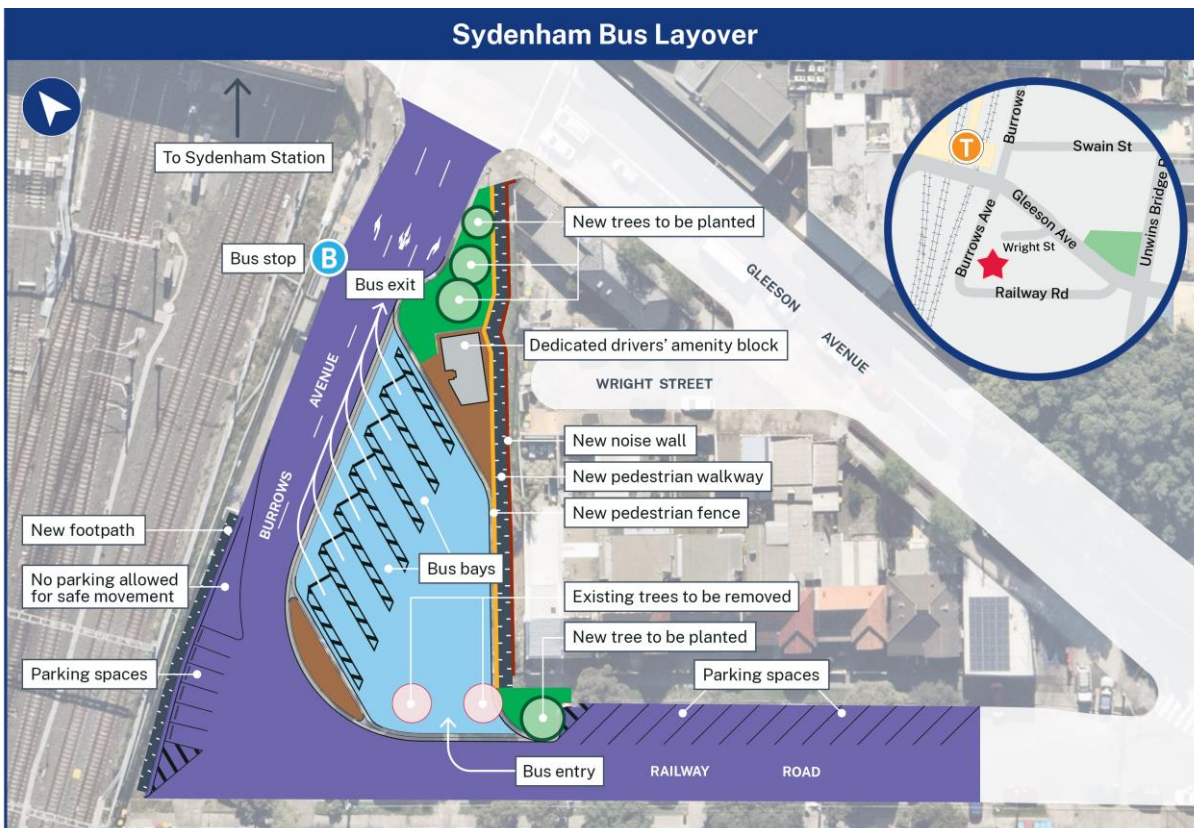 Sydenham Bus Layover
To Sydenham Station
Bus stop
B
Bus exit
New trees to be planted
Dedicated drivers’ amenity block
GLEESON
AVENUE
WRIGHT STREET
BURROWS
AVENUE
New noise wall
New pedestrian walkway
New pedestrian fence
New footpath
No parking allowed
for safe movement
Bus bays
Existing trees to be removed
New tree to be planted
Parking spaces
Parking spaces
Bus entry
RAILWAY
ROAD
T
Burrows
Swain St
Gleeson Ave
Burrows Ave
Wright St
Railway Rd
Unwins Bridge